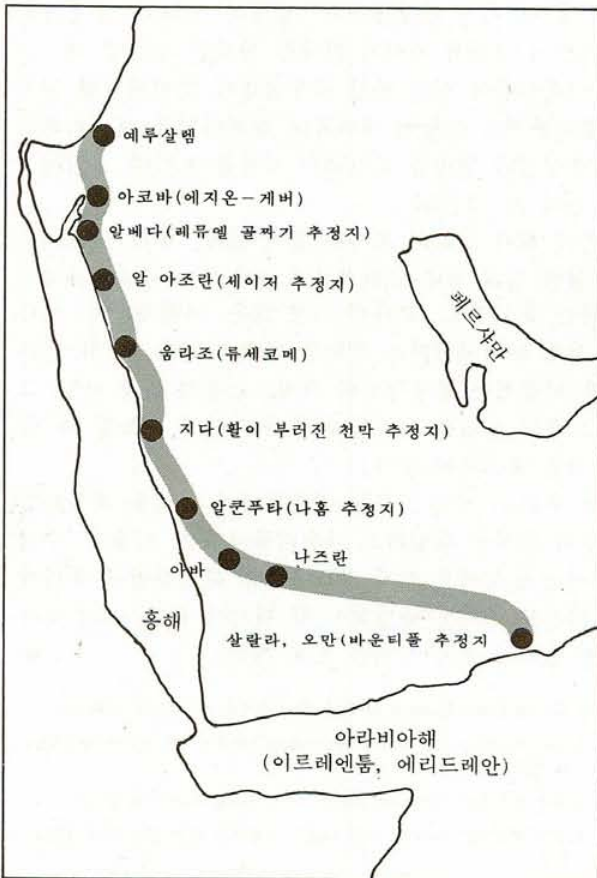 예루살렘
아코바(에지온－게버)
알베다(레뮤엘 골짜기 추정지)
알 아조란(세이저 추정지)
페르샤만
움라조(류세코메)
지다(활이 부러진 천막 추정지)
알쿤푸타(나홈 추정지)
아바
나즈란
홍해
살랄라, 오만(바운티풀 추정지
아라비아해
(이르레엔툼, 에리드레안)